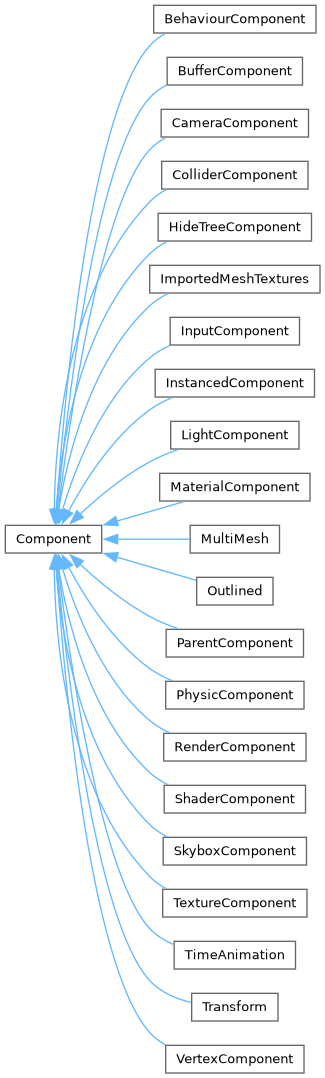 BehaviourComponent
BufferComponent
CameraComponent
ColliderComponent
HideTreeComponent
ImportedMeshTextures
InputComponent
InstancedComponent
LightComponent
MaterialComponent
Component
MultiMesh
Outlined
ParentComponent
PhysicComponent
RenderComponent
ShaderComponent
SkyboxComponent
TextureComponent
TimeAnimation
Transform
VertexComponent